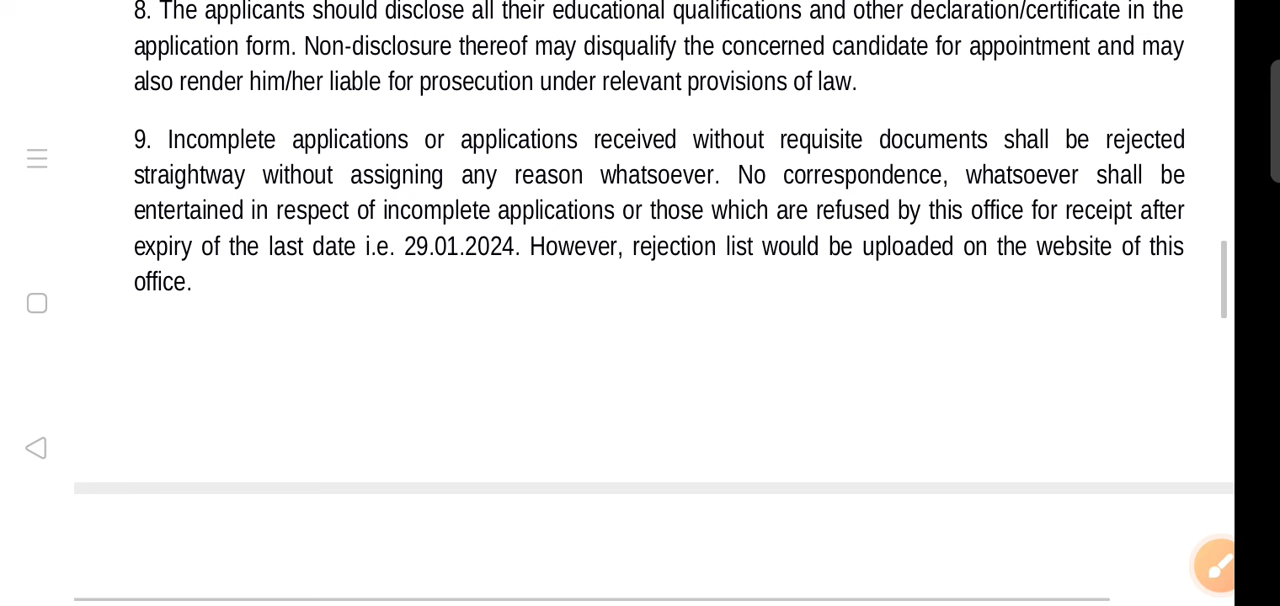 8. The applicants should disclose all their educational qualifications and other declaration/certificate in the
application form. Non-disclosure thereof may disqualify the concerned candidate for appointment and may
also render him/her liable for prosecution under relevant provisions of law.
9. Incomplete applications or applications received without requisite documents shall be rejected
straightway without assigning any reason whatsoever. No correspondence, whatsoever shall be
entertained in respect of incomplete applications or those which are refused by this office for receipt after
expiry of the last date i.e. 29.01.2024. However, rejection list would be uploaded on the website of this
office.